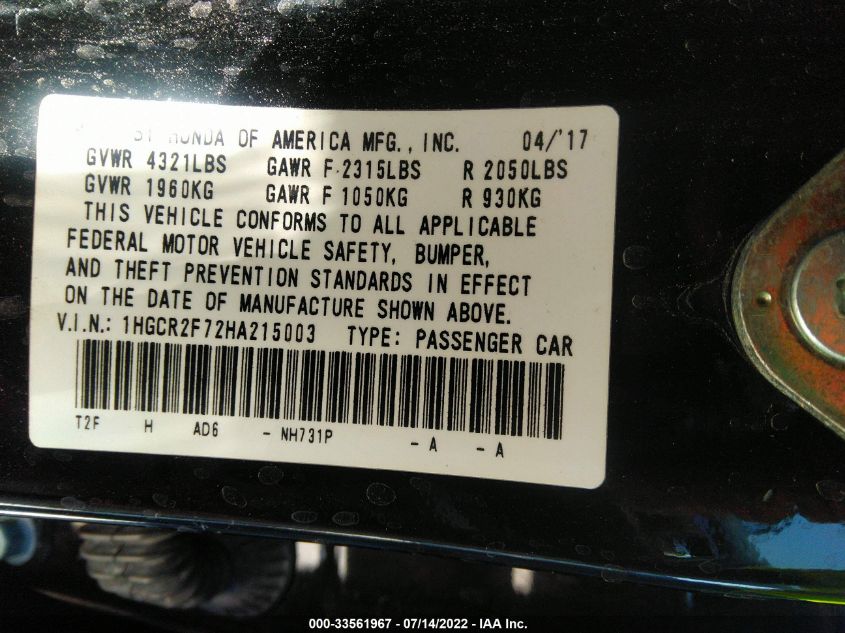 HONDA OF AMERICA MFG., INC. 04/'17
GVWR 4321LBS GAWR F 2315LBS R 2050LBS
GVWR 1960KG GAWR F 1050KG R 930KG
THIS VEHICLE CONFORMS TO ALL APPLICABLE
FEDERAL MOTOR VEHICLE SAFETY, BUMPER,
AND THEFT PREVENTION STANDARDS IN EFFECT
ON THE DATE OF MANUFACTURE SHOWN ABOVE.
V.I.N.: 1HGCR2F72HA215003 TYPE: PASSENGER CAR
T2F H AD6 - NH731P - A - A
000-33561967 - 07/14/2022 - IAA Inc.